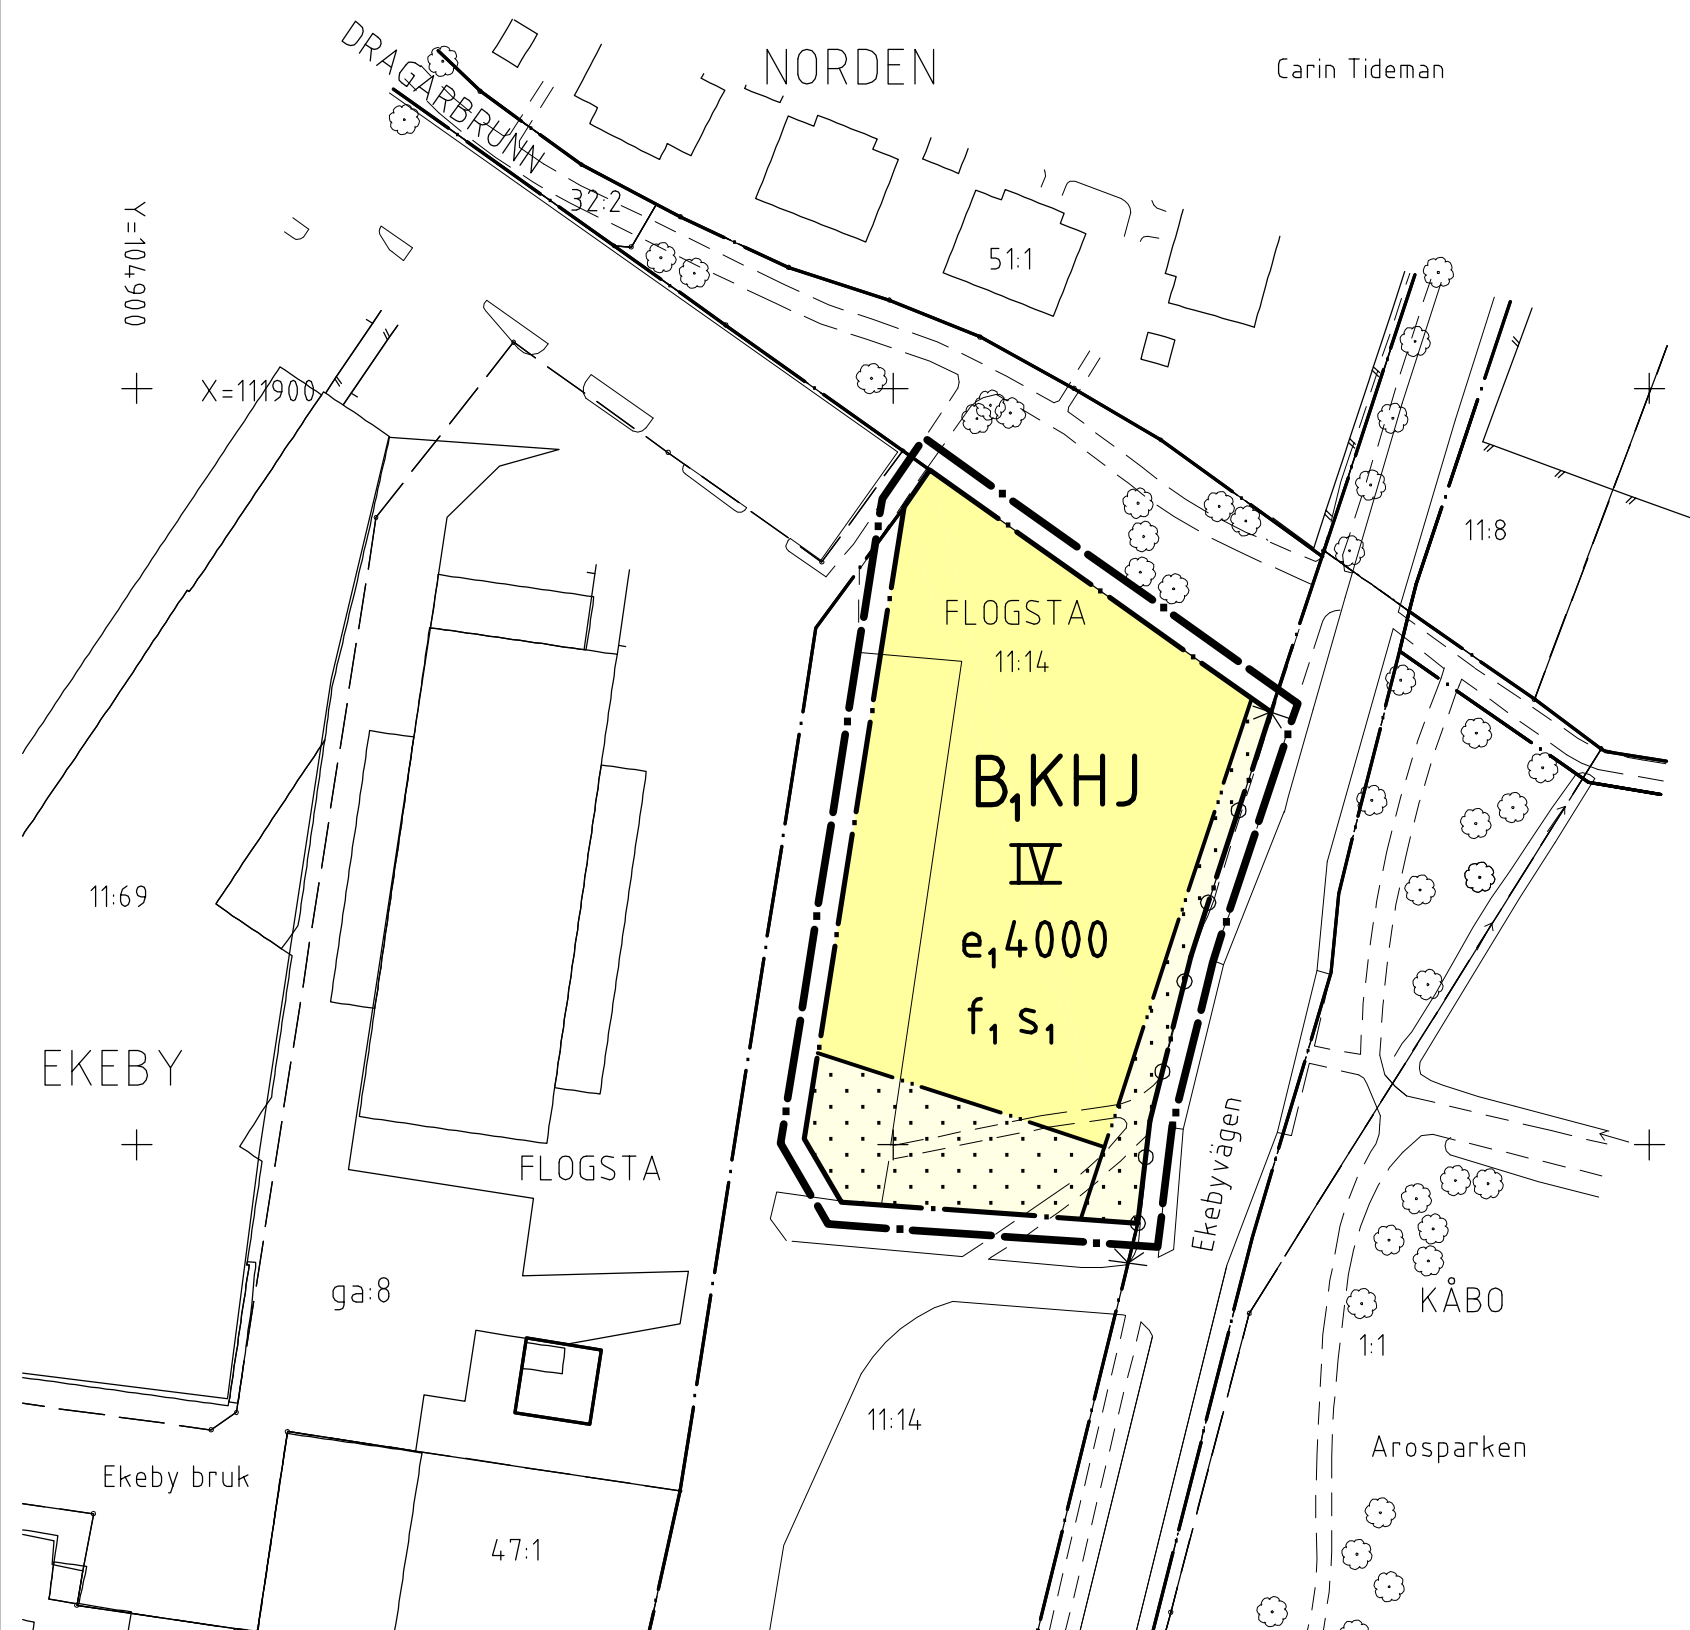 NORDEN
Carin Tideman
DRAGARBRUNN
32:2
Y=104900
51:1
X=111900
11:8
FLOGSTA
11:14
B₁KHJ
IV
e₁4000
f₁ s₁
11:69
EKEBY
FLOGSTA
Ekebyvägen
ga:8
KÅBO
1:1
11:14
Arosparken
Ekeby bruk
47:1